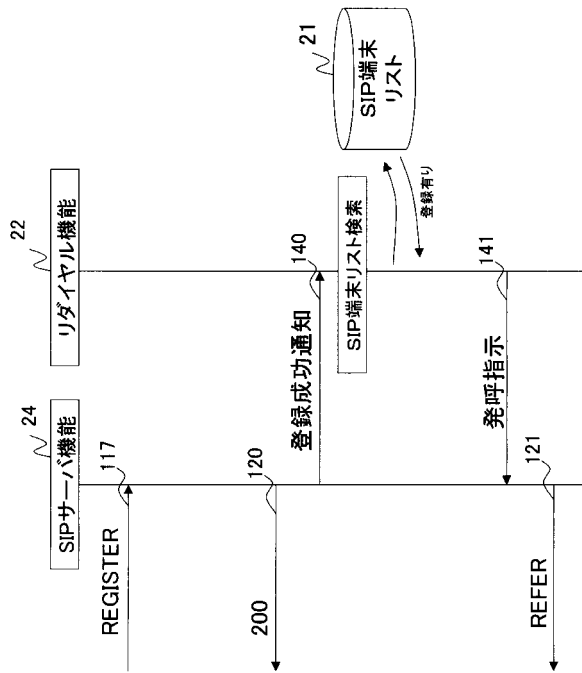 24
SIPサーバ機能
22
リダイヤル機能
REGISTER
117
200
120
登録成功通知
140
SIP端末リスト検索
21
SIP端末
リスト
登録有り
発呼指示
141
REFER
121